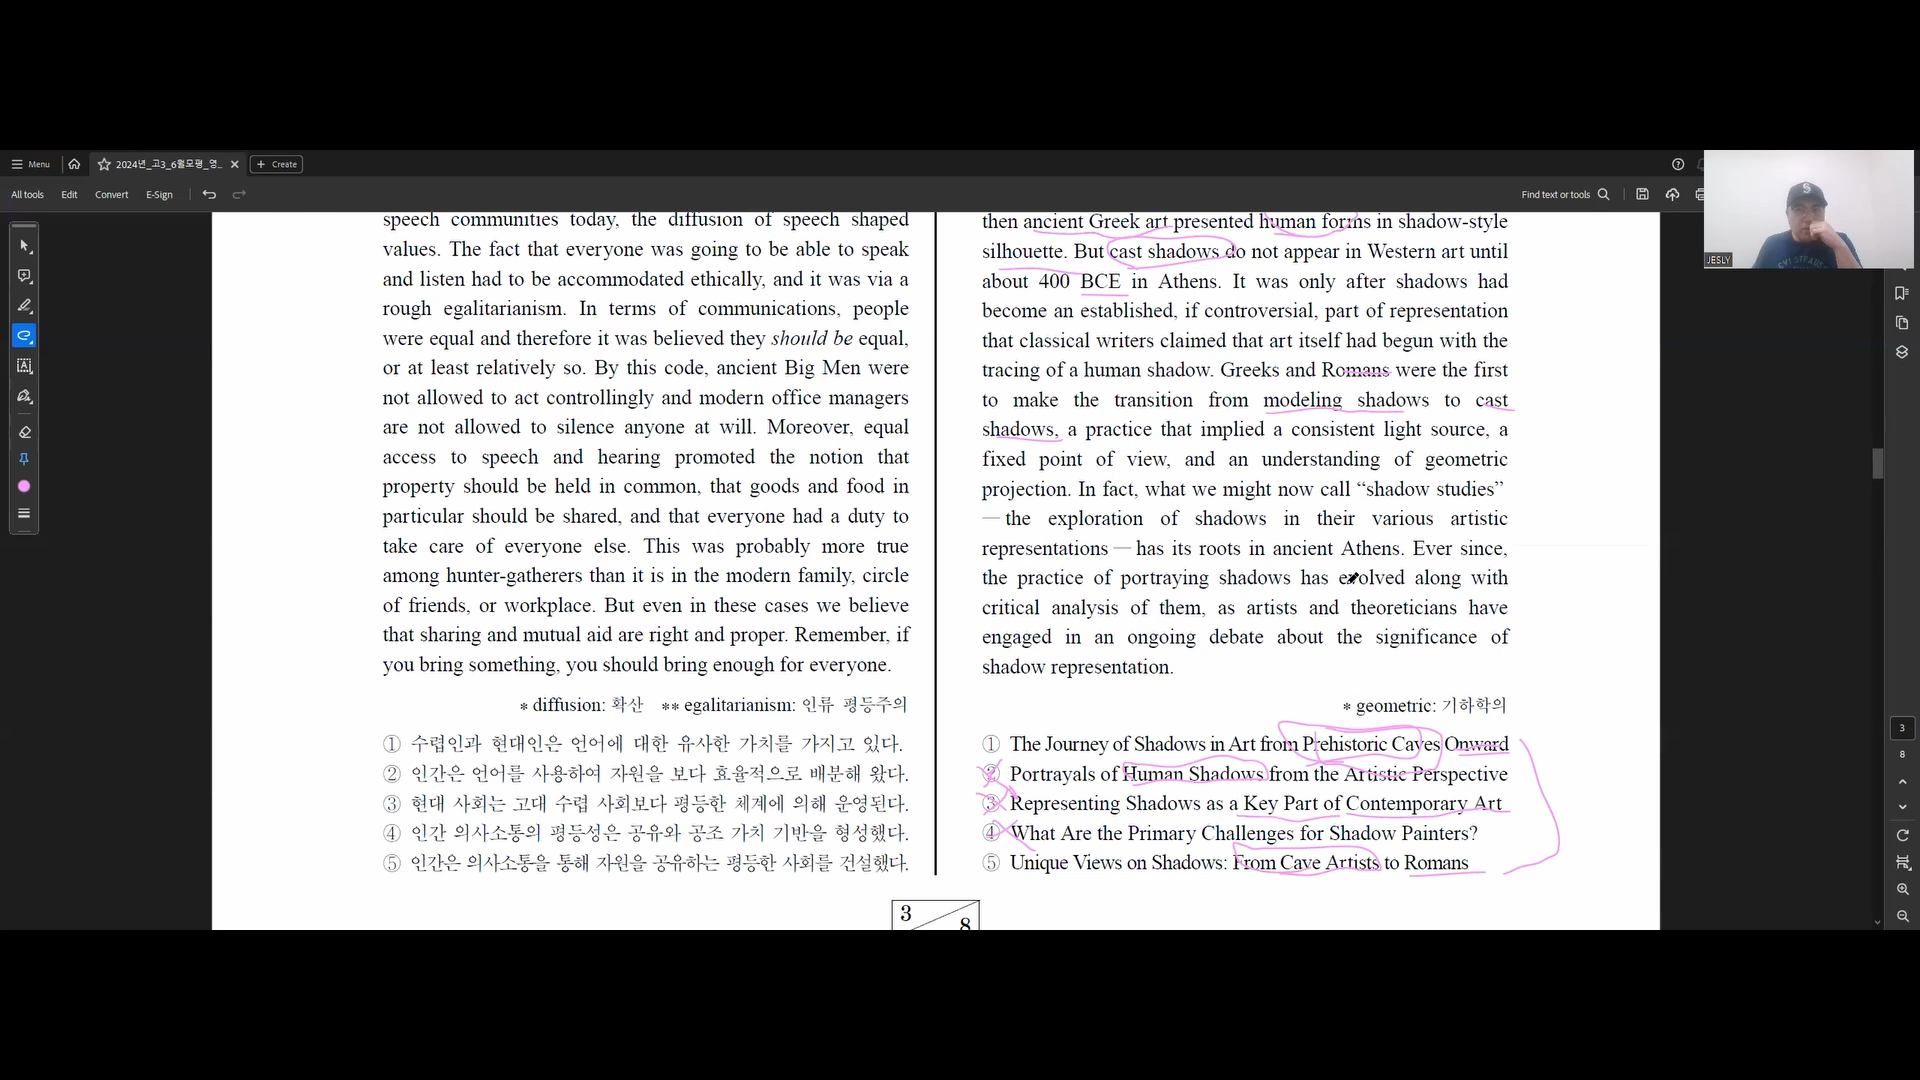 Menu
2024년_고3_6월모평_영...
Create
All tools
Edit
Convert
E-Sign
Find text or tools
JESLY
speech communities today, the diffusion of speech shaped
values. The fact that everyone was going to be able to speak
and listen had to be accommodated ethically, and it was via a
rough egalitarianism. In terms of communications, people
were equal and therefore it was believed they should be equal,
or at least relatively so. By this code, ancient Big Men were
not allowed to act controllingly and modern office managers
are not allowed to silence anyone at will. Moreover, equal
access to speech and hearing promoted the notion that
property should be held in common, that goods and food in
particular should be shared, and that everyone had a duty to
take care of everyone else. This was probably more true
among hunter-gatherers than it is in the modern family, circle
of friends, or workplace. But even in these cases we believe
that sharing and mutual aid are right and proper. Remember, if
you bring something, you should bring enough for everyone.
* diffusion: 확산 ** egalitarianism: 인류 평등주의
① 수렵인과 현대인은 언어에 대한 유사한 가치를 가지고 있다.
② 인간은 언어를 사용하여 자원을 보다 효율적으로 배분해 왔다.
③ 현대 사회는 고대 수렵 사회보다 평등한 체계에 의해 운영된다.
④ 인간 의사소통의 평등성은 공유와 공조 가치 기반을 형성했다.
⑤ 인간은 의사소통을 통해 자원을 공유하는 평등한 사회를 건설했다.
then ancient Greek art presented human forms in shadow-style
silhouette. But cast shadows do not appear in Western art until
about 400 BCE in Athens. It was only after shadows had
become an established, if controversial, part of representation
that classical writers claimed that art itself had begun with the
tracing of a human shadow. Greeks and Romans were the first
to make the transition from modeling shadows to cast
shadows, a practice that implied a consistent light source, a
fixed point of view, and an understanding of geometric
projection. In fact, what we might now call “shadow studies”
— the exploration of shadows in their various artistic
representations — has its roots in ancient Athens. Ever since,
the practice of portraying shadows has evolved along with
critical analysis of them, as artists and theoreticians have
engaged in an ongoing debate about the significance of
shadow representation.
* geometric: 기하학의
① The Journey of Shadows in Art from Prehistoric Caves Onward
② Portrayals of Human Shadows from the Artistic Perspective
③ Representing Shadows as a Key Part of Contemporary Art
④ What Are the Primary Challenges for Shadow Painters?
⑤ Unique Views on Shadows: From Cave Artists to Romans
3
8
3
8